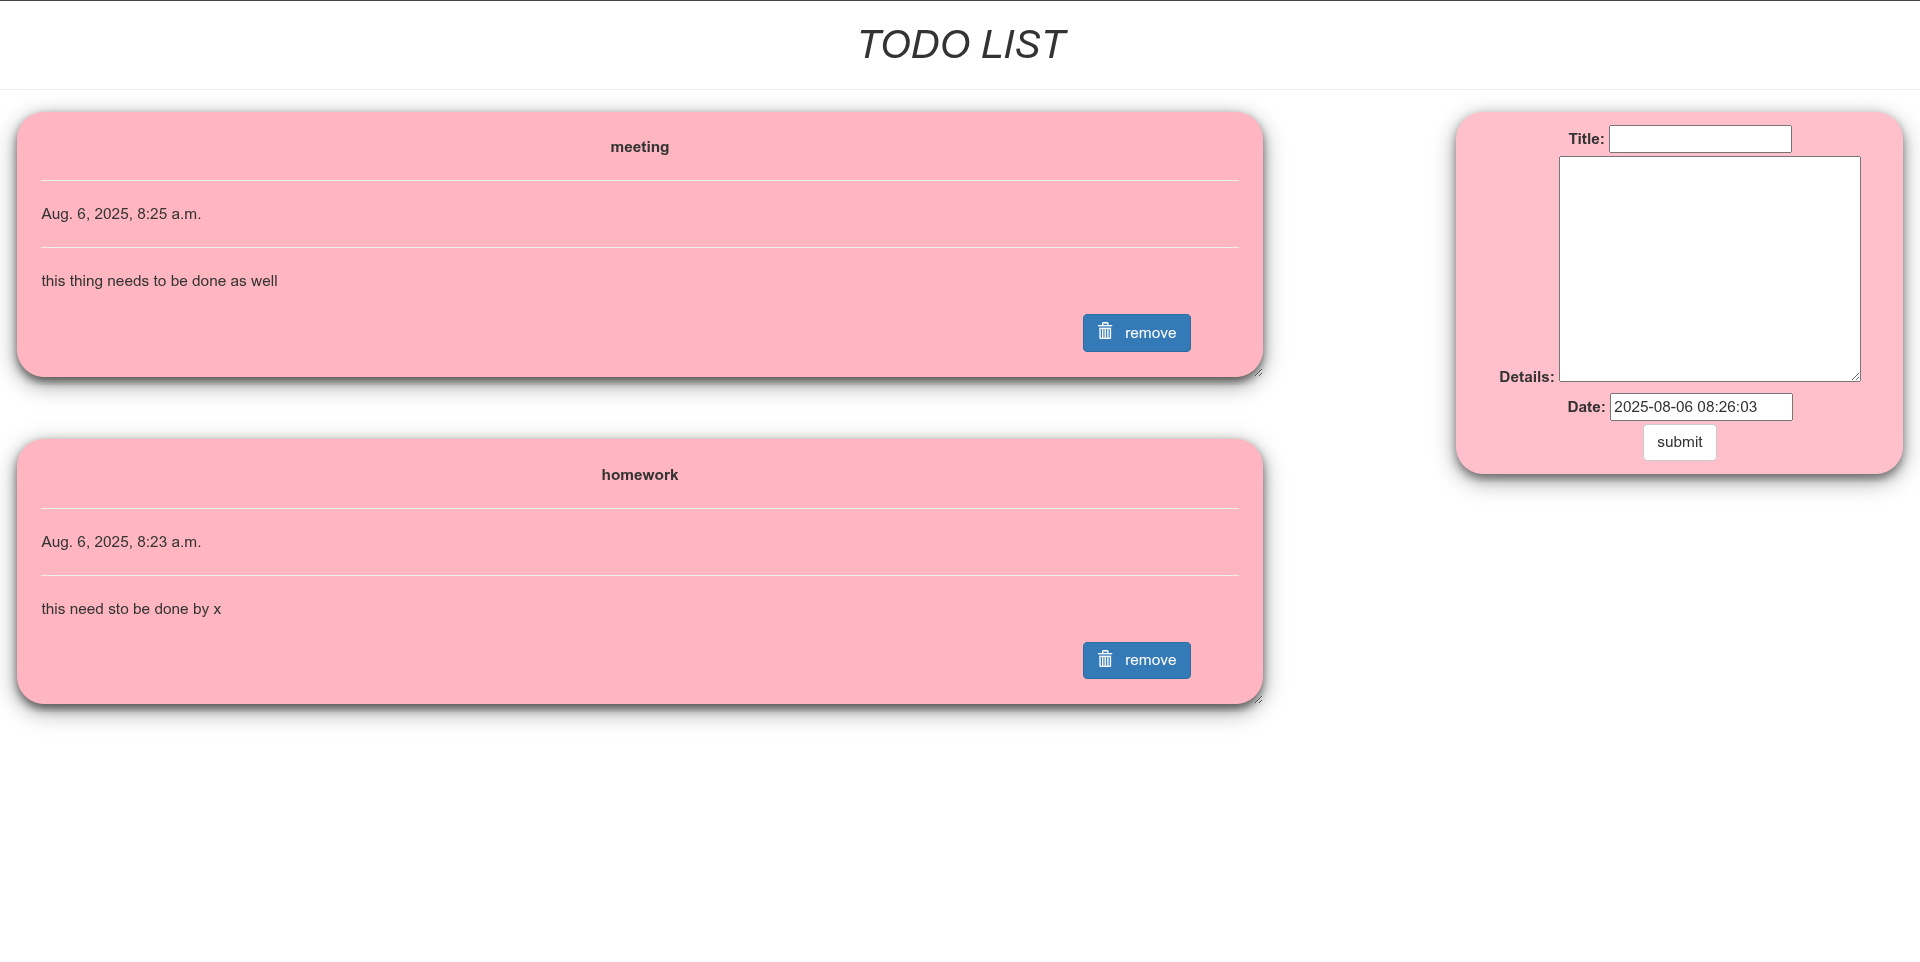 TODO LIST
meeting
Aug. 6, 2025, 8:25 a.m.
this thing needs to be done as well
remove
homework
Aug. 6, 2025, 8:23 a.m.
this need sto be done by x
remove
Title:
Details:
Date: 2025-08-06 08:26:03
submit